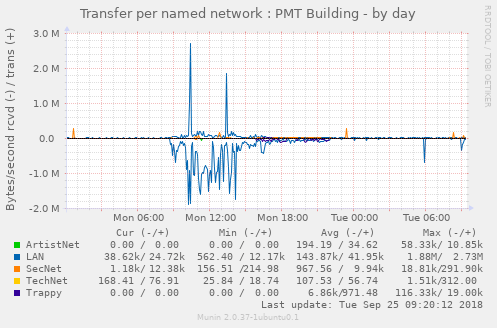 Transfer per named network : PMT Building - by day
RRDTOOL / TOBI OETIKER
Bytes/second rcvd (-) / trans (+)
3.0 M
2.0 M
1.0 M
0.0
-1.0 M
-2.0 M
Mon 06:00 Mon 12:00 Mon 18:00 Tue 00:00 Tue 06:00
Cur (-/+) Min (-/+) Avg (-/+) Max (-/+)
ArtistNet 0.00 / 0.00 0.00 / 0.00 194.19 / 34.62 58.33k/ 10.85k
LAN 38.62k/ 24.72k 562.40 / 12.17k 143.87k/ 41.95k 1.88M/ 2.73M
SecNet 1.18k/ 12.38k 156.51 /214.98 967.56 / 9.94k 18.81k/291.90k
TechNet 168.41 / 76.91 25.84 / 18.74 107.53 / 56.74 1.51k/312.00
Trappy 0.00 / 0.00 0.00 / 0.00 6.86k/971.48 116.33k/ 19.00k
Last update: Tue Sep 25 09:20:12 2018
Munin 2.0.37-1ubuntu0.1